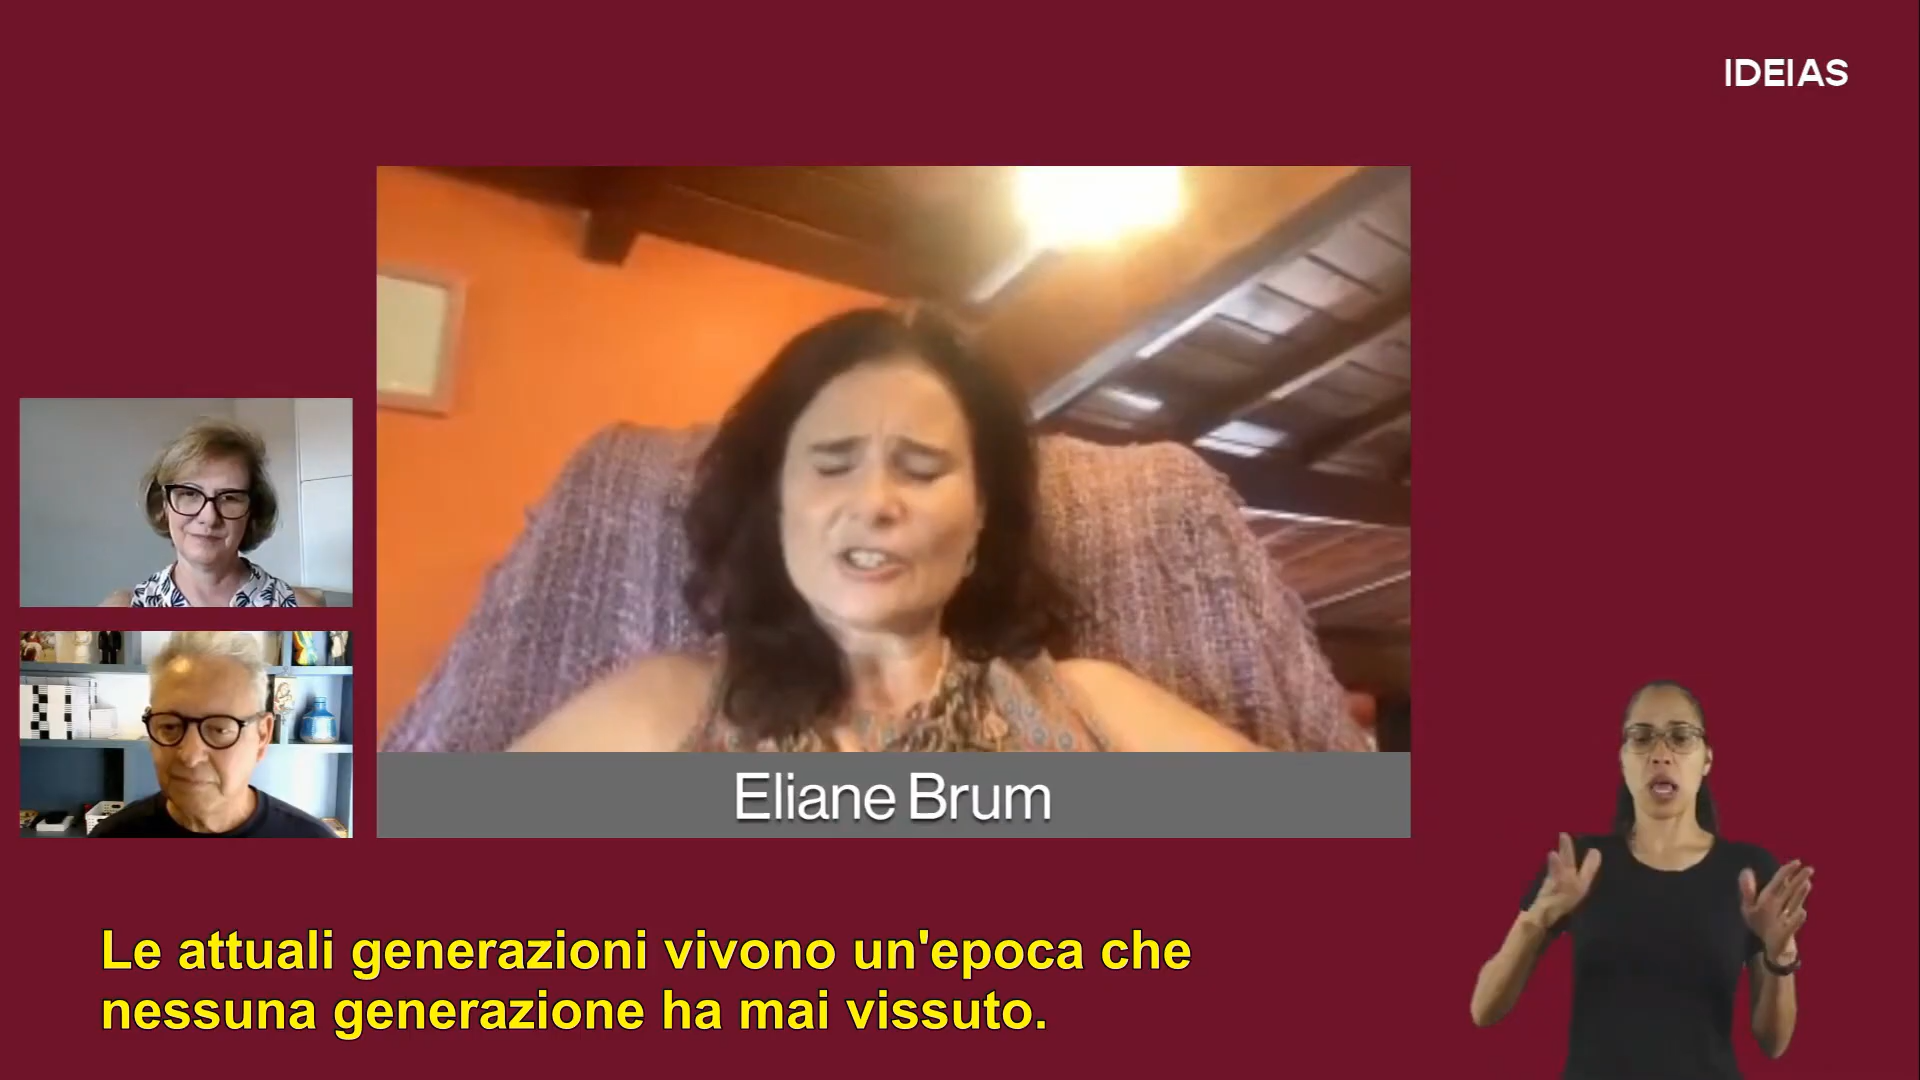 IDEIAS
Eliane Brum
Le attuali generazioni vivono un'epoca che
nessuna generazione ha mai vissuto.